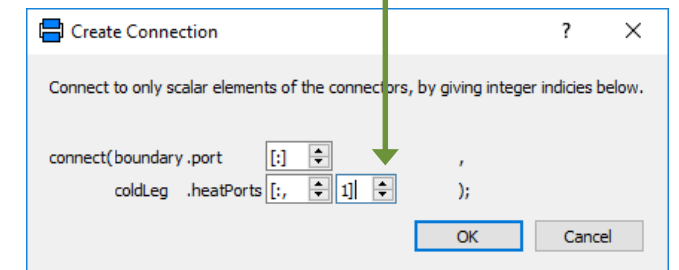 Create Connection ?
Connect to only scalar elements of the connectors, by giving integer indicies below.
connect(boundary .port [:] ,
coldLeg .heatPorts [:, 1] );
OK Cancel